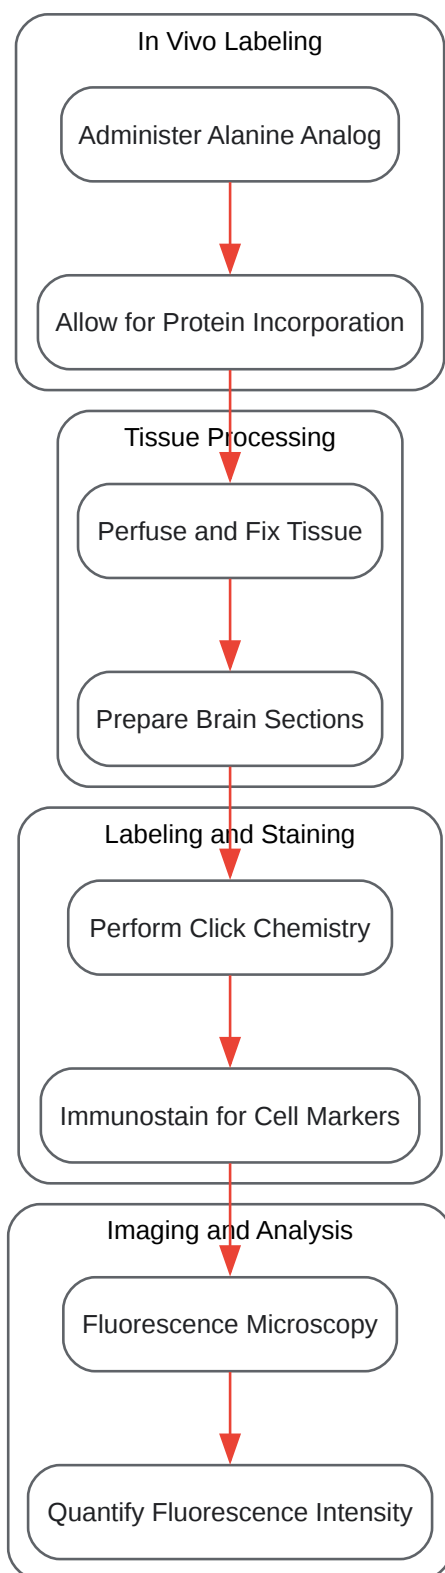 In Vivo Labeling
Administer Alanine Analog
Allow for Protein Incorporation
Tissue Processing
Perfuse and Fix Tissue
Prepare Brain Sections
Labeling and Staining
Perform Click Chemistry
Immunostain for Cell Markers
Imaging and Analysis
Fluorescence Microscopy
Quantify Fluorescence Intensity